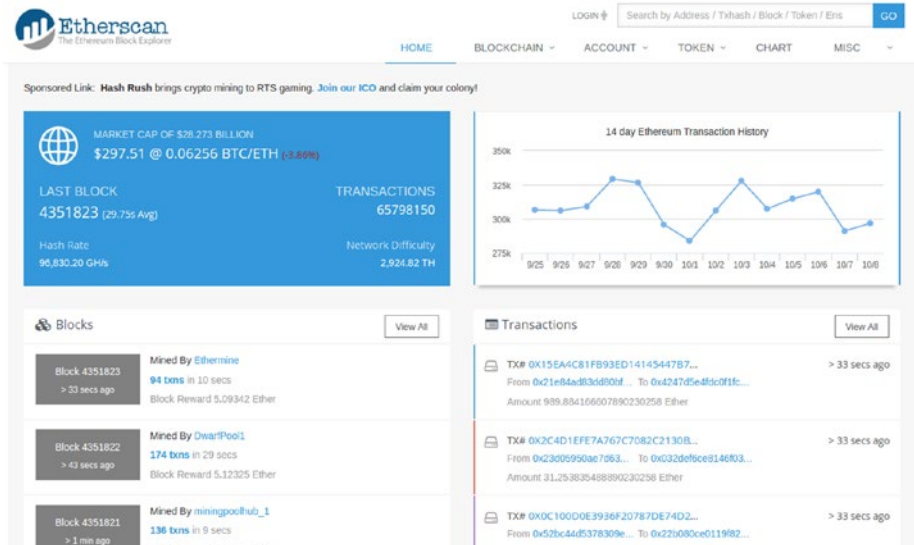 LOGIN
Search by Address / Txhash / Block / Token / Ens
GO
Etherscan
The Ethereum Block Explorer
HOME
BLOCKCHAIN
ACCOUNT
TOKEN
CHART
MISC
Sponsored Link: Hash Rush brings crypto mining to RTS gaming. Join our ICO and claim your colony!
MARKET CAP OF $28.273 BILLION
$297.51 @ 0.06256 BTC/ETH (-3.86%)
LAST BLOCK
4351823 (29.75s Avg)
TRANSACTIONS
65798150
Hash Rate
96,830.20 GH/s
Network Difficulty
2,924.82 TH
14 day Ethereum Transaction History
350k
325k
300k
275k
9/25 9/26 9/27 9/28 9/29 9/30 10/1 10/2 10/3 10/4 10/5 10/6 10/7 10/8
Blocks
View All
Block 4351823
> 33 secs ago
Mined By Ethermine
94 txns in 10 secs
Block Reward 5.09342 Ether
Block 4351822
> 43 secs ago
Mined By DwarfPool1
174 txns in 29 secs
Block Reward 5.12325 Ether
Block 4351821
> 1 min ago
Mined By miningpoolhub_1
136 txns in 9 secs
Transactions
View All
TX# 0X15EA4C81FB93ED14145447B7...
> 33 secs ago
From 0x21e84ad83dd80bf... To 0x4247d5e4fdc0f1fc...
Amount 989.884166607890230258 Ether
TX# 0X2C4D1EFE7A767C7082C2130B...
> 33 secs ago
From 0x23d05950ae7d63... To 0x032def6ce8146f03...
Amount 31.253835488890230258 Ether
TX# 0X0C100D0E3936F20787DE74D2...
> 33 secs ago
From 0x52bc44d5378309e... To 0x22b080ce0119f82...